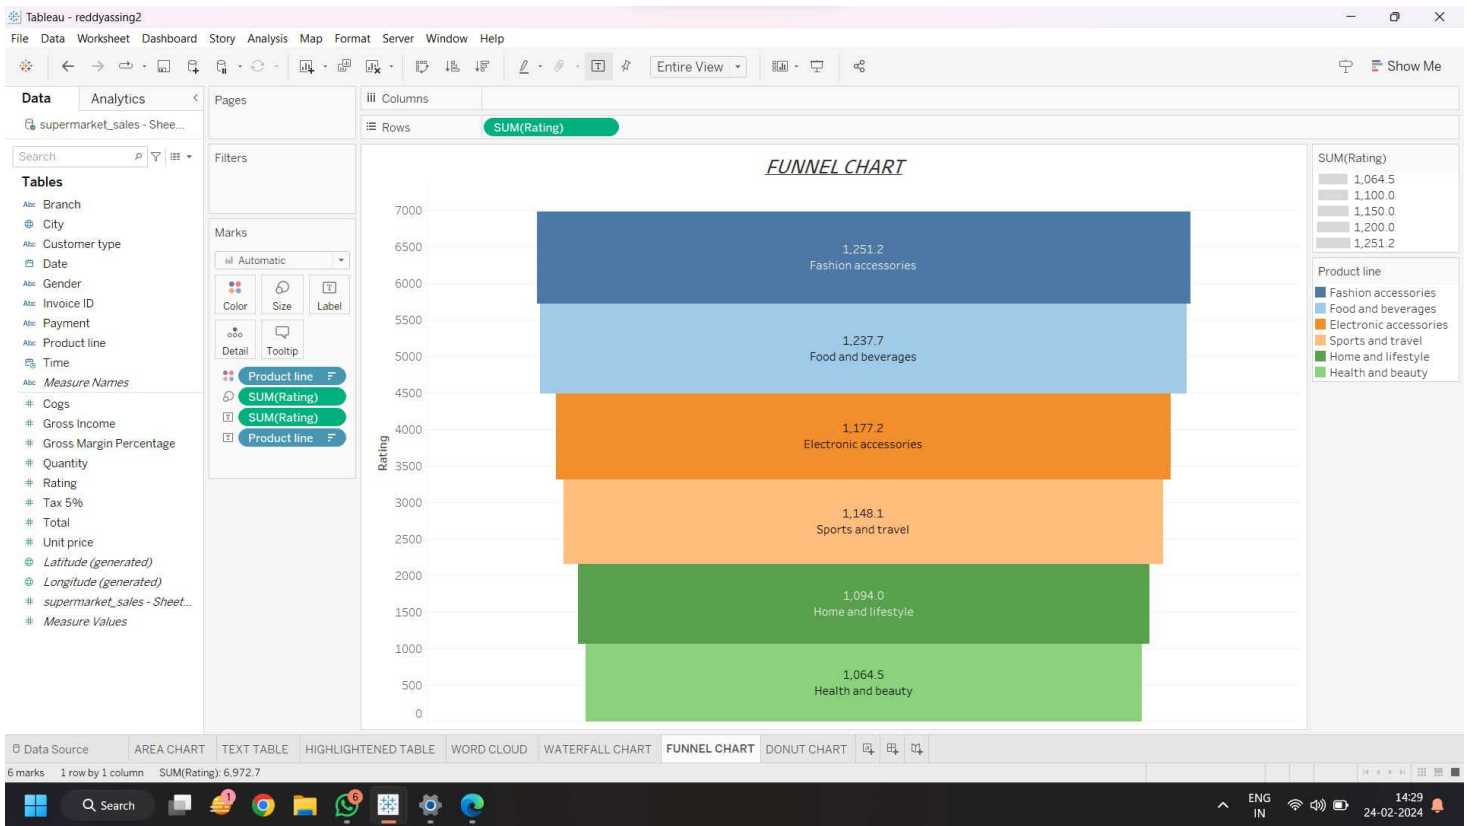 Tableau - reddyassing2
File Data Worksheet Dashboard Story Analysis Map Format Server Window Help
Entire View
Show Me
Data Analytics
supermarket_sales - Shee...
Search
Tables
Abc Branch
City
Abc Customer type
Date
Abc Gender
Abc Invoice ID
Abc Payment
Abc Product line
Time
Abc Measure Names
# Cogs
# Gross Income
# Gross Margin Percentage
# Quantity
# Rating
# Tax 5%
# Total
# Unit price
Latitude (generated)
Longitude (generated)
# supermarket_sales - Sheet...
# Measure Values
Pages
Filters
Marks
Automatic
Color Size Label
Detail Tooltip
Product line
SUM(Rating)
SUM(Rating)
Product line
iii Columns
Rows SUM(Rating)
FUNNEL CHART
Rating
7000
6500
6000
5500
5000
4500
4000
3500
3000
2500
2000
1500
1000
500
0
1,251.2
Fashion accessories
1,237.7
Food and beverages
1,177.2
Electronic accessories
1,148.1
Sports and travel
1,094.0
Home and lifestyle
1,064.5
Health and beauty
SUM(Rating)
1,064.5
1,100.0
1,150.0
1,200.0
1,251.2
Product line
Fashion accessories
Food and beverages
Electronic accessories
Sports and travel
Home and lifestyle
Health and beauty
Data Source AREA CHART TEXT TABLE HIGHLIGHTENED TABLE WORD CLOUD WATERFALL CHART FUNNEL CHART DONUT CHART
6 marks 1 row by 1 column SUM(Rating): 6,972.7
Search
1
6
ENG
IN
14:29
24-02-2024